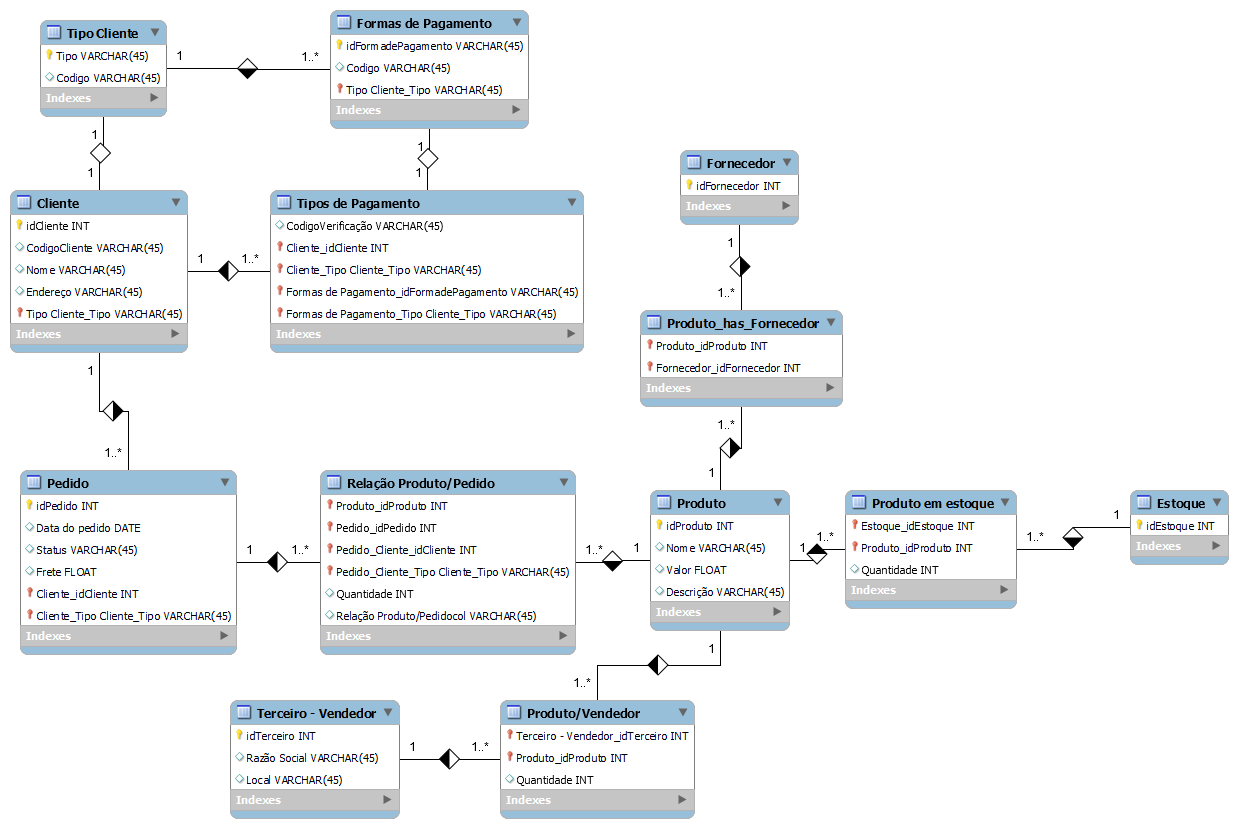 Tipo Cliente
Tipo VARCHAR(45)
Codigo VARCHAR(45)
Indexes
1
1..*
Formas de Pagamento
idFormadePagamento VARCHAR(45)
Codigo VARCHAR(45)
Tipo Cliente_Tipo VARCHAR(45)
Indexes
1
1
1
1
Cliente
idCliente INT
CodigoCliente VARCHAR(45)
Nome VARCHAR(45)
Endereço VARCHAR(45)
Tipo Cliente_Tipo VARCHAR(45)
Indexes
1
1..*
Tipos de Pagamento
CodigoVerificação VARCHAR(45)
Cliente_idCliente INT
Cliente_Tipo Cliente_Tipo VARCHAR(45)
Formas de Pagamento_idFormadePagamento VARCHAR(45)
Formas de Pagamento_Tipo Cliente_Tipo VARCHAR(45)
Indexes
Fornecedor
idFornecedor INT
Indexes
1
1..*
Produto_has_Fornecedor
Produto_idProduto INT
Fornecedor_idFornecedor INT
Indexes
1..*
1
1
1..*
Pedido
idPedido INT
Data do pedido DATE
Status VARCHAR(45)
Frete FLOAT
Cliente_idCliente INT
Cliente_Tipo Cliente_Tipo VARCHAR(45)
Indexes
1
1..*
Relação Produto/Pedido
Produto_idProduto INT
Pedido_idPedido INT
Pedido_Cliente_idCliente INT
Pedido_Cliente_Tipo Cliente_Tipo VARCHAR(45)
Quantidade INT
Relação Produto/Pedidocol VARCHAR(45)
Indexes
1..*
1
Produto
idProduto INT
Nome VARCHAR(45)
Valor FLOAT
Descrição VARCHAR(45)
Indexes
1
1..*
Produto em estoque
Estoque_idEstoque INT
Produto_idProduto INT
Quantidade INT
Indexes
1..*
1
Estoque
idEstoque INT
Indexes
1
1..*
Terceiro - Vendedor
idTerceiro INT
Razão Social VARCHAR(45)
Local VARCHAR(45)
Indexes
1
1..*
Produto/Vendedor
Terceiro - Vendedor_idTerceiro INT
Produto_idProduto INT
Quantidade INT
Indexes